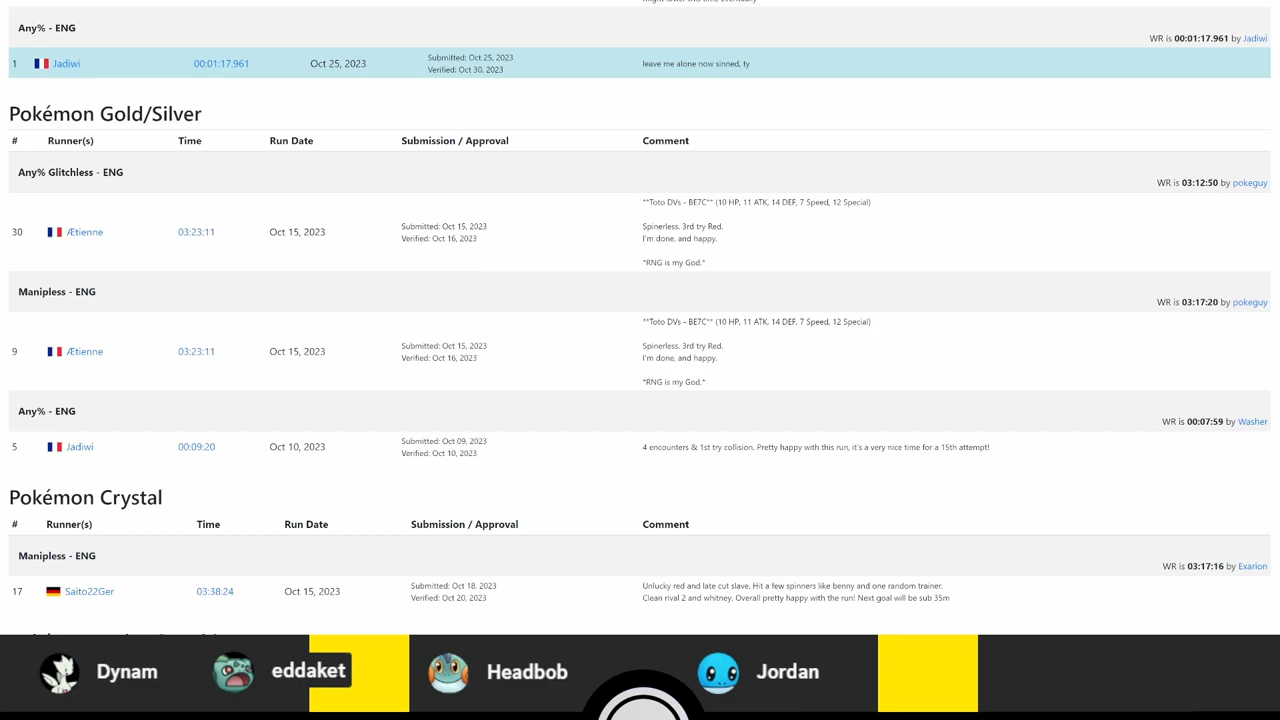 might lower this time eventually
Any% - ENG
WR is 00:01:17.961 by Jadiwi
1 Jadiwi 00:01:17.961 Oct 25, 2023 Submitted: Oct 25, 2023 Verified: Oct 30, 2023 leave me alone now sinned, ty
Pokémon Gold/Silver
# Runner(s) Time Run Date Submission / Approval Comment
Any% Glitchless - ENG
WR is 03:12:50 by pokeguy
**Toto DVs - BE7C** (10 HP, 11 ATK, 14 DEF, 7 Speed, 12 Special)
30 Ætienne 03:23:11 Oct 15, 2023 Submitted: Oct 15, 2023 Verified: Oct 16, 2023
Spinerless. 3rd try Red.
I'm done, and happy.
*RNG is my God.*
Manipless - ENG
WR is 03:17:20 by pokeguy
**Toto DVs - BE7C** (10 HP, 11 ATK, 14 DEF, 7 Speed, 12 Special)
9 Ætienne 03:23:11 Oct 15, 2023 Submitted: Oct 15, 2023 Verified: Oct 16, 2023
Spinerless. 3rd try Red.
I'm done, and happy.
*RNG is my God.*
Any% - ENG
WR is 00:07:59 by Washer
5 Jadiwi 00:09:20 Oct 10, 2023 Submitted: Oct 09, 2023 Verified: Oct 10, 2023 4 encounters & 1st try collision. Pretty happy with this run, it's a very nice time for a 15th attempt!
Pokémon Crystal
# Runner(s) Time Run Date Submission / Approval Comment
Manipless - ENG
WR is 03:17:16 by Exarion
17 Saito22Ger 03:38:24 Oct 15, 2023 Submitted: Oct 18, 2023 Verified: Oct 20, 2023
Unlucky red and late cut slave. Hit a few spinners like benny and one random trainer.
Clean rival 2 and whitney. Overall pretty happy with the run! Next goal will be sub 35m
Dynam eddaket Headbob Jordan